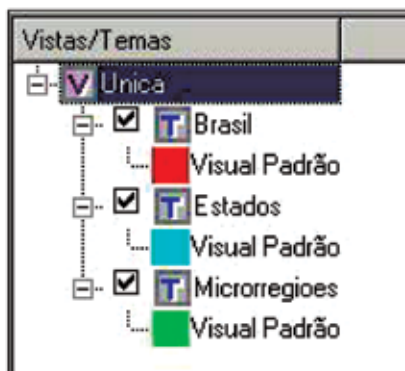 Vistas/Temas
V Unica
T Brasil
Visual Padrão
T Estados
Visual Padrão
T Microrregioes
Visual Padrão